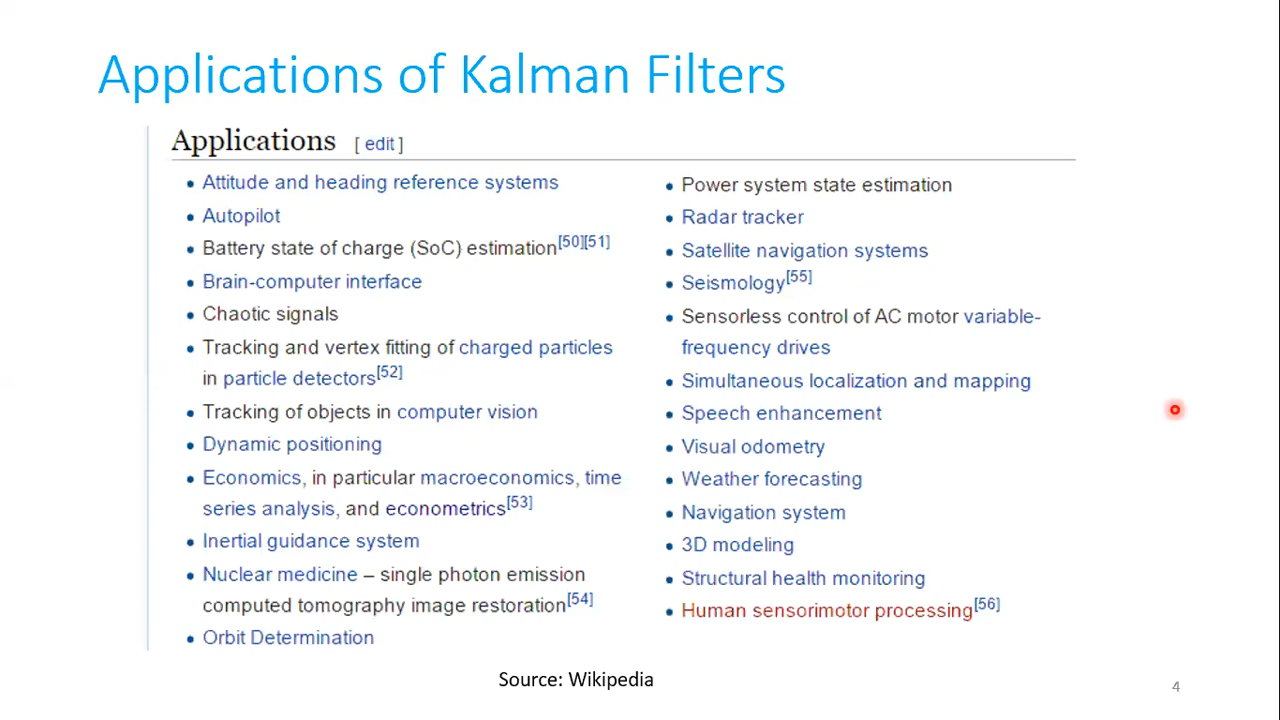 Applications of Kalman Filters
Applications [ edit ]
• Attitude and heading reference systems
• Autopilot
• Battery state of charge (SoC) estimation[50][51]
• Brain-computer interface
• Chaotic signals
• Tracking and vertex fitting of charged particles
in particle detectors[52]
• Tracking of objects in computer vision
• Dynamic positioning
• Economics, in particular macroeconomics, time
series analysis, and econometrics[53]
• Inertial guidance system
• Nuclear medicine – single photon emission
computed tomography image restoration[54]
• Orbit Determination
• Power system state estimation
• Radar tracker
• Satellite navigation systems
• Seismology[55]
• Sensorless control of AC motor variable-
frequency drives
• Simultaneous localization and mapping
• Speech enhancement
• Visual odometry
• Weather forecasting
• Navigation system
• 3D modeling
• Structural health monitoring
• Human sensorimotor processing[56]
Source: Wikipedia
4